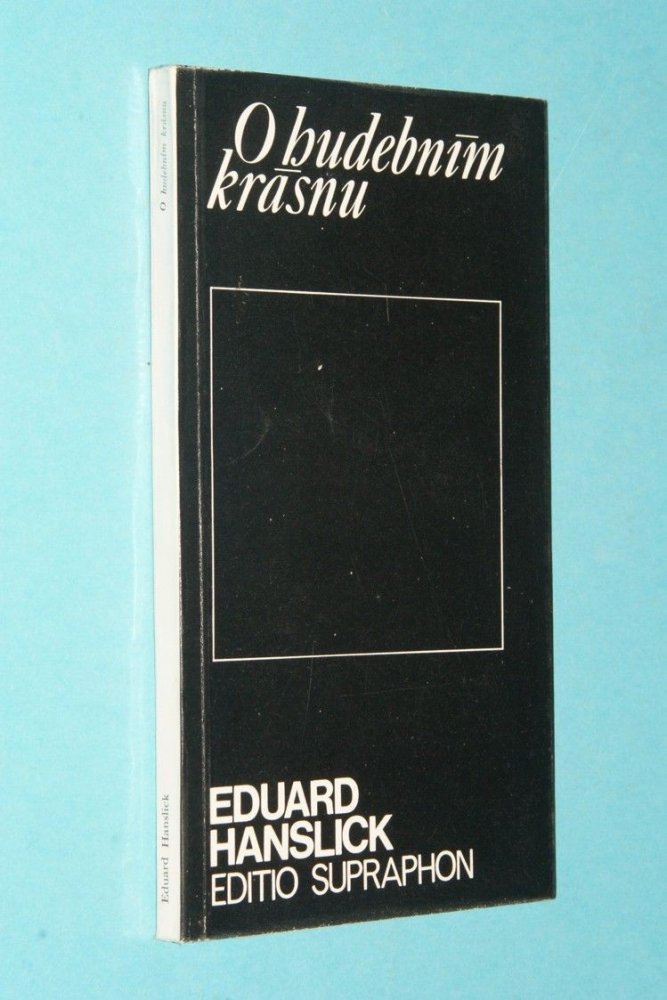 O hudebním
krásnu
EDUARD
HANSLICK
EDITIO SUPRAPHON
O hudebním krásnu
Eduard Hanslick